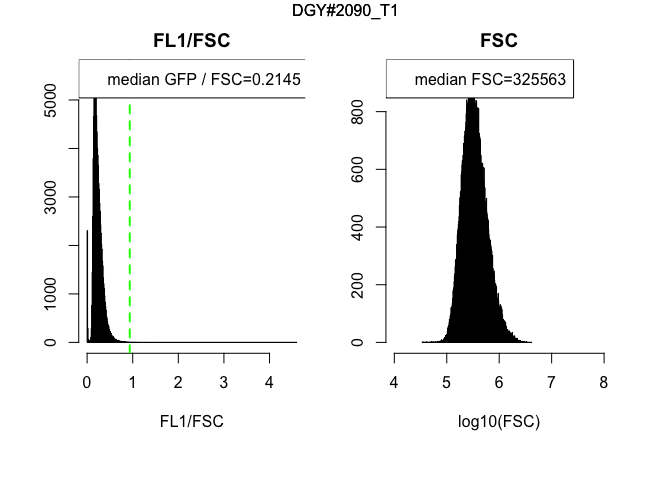 DGY#2090_T1
FL1/FSC
median GFP / FSC=0.2145
5000
3000
1000
0
0 1 2 3 4
FL1/FSC
FSC
median FSC=325563
800
600
400
200
0
4 5 6 7 8
log10(FSC)